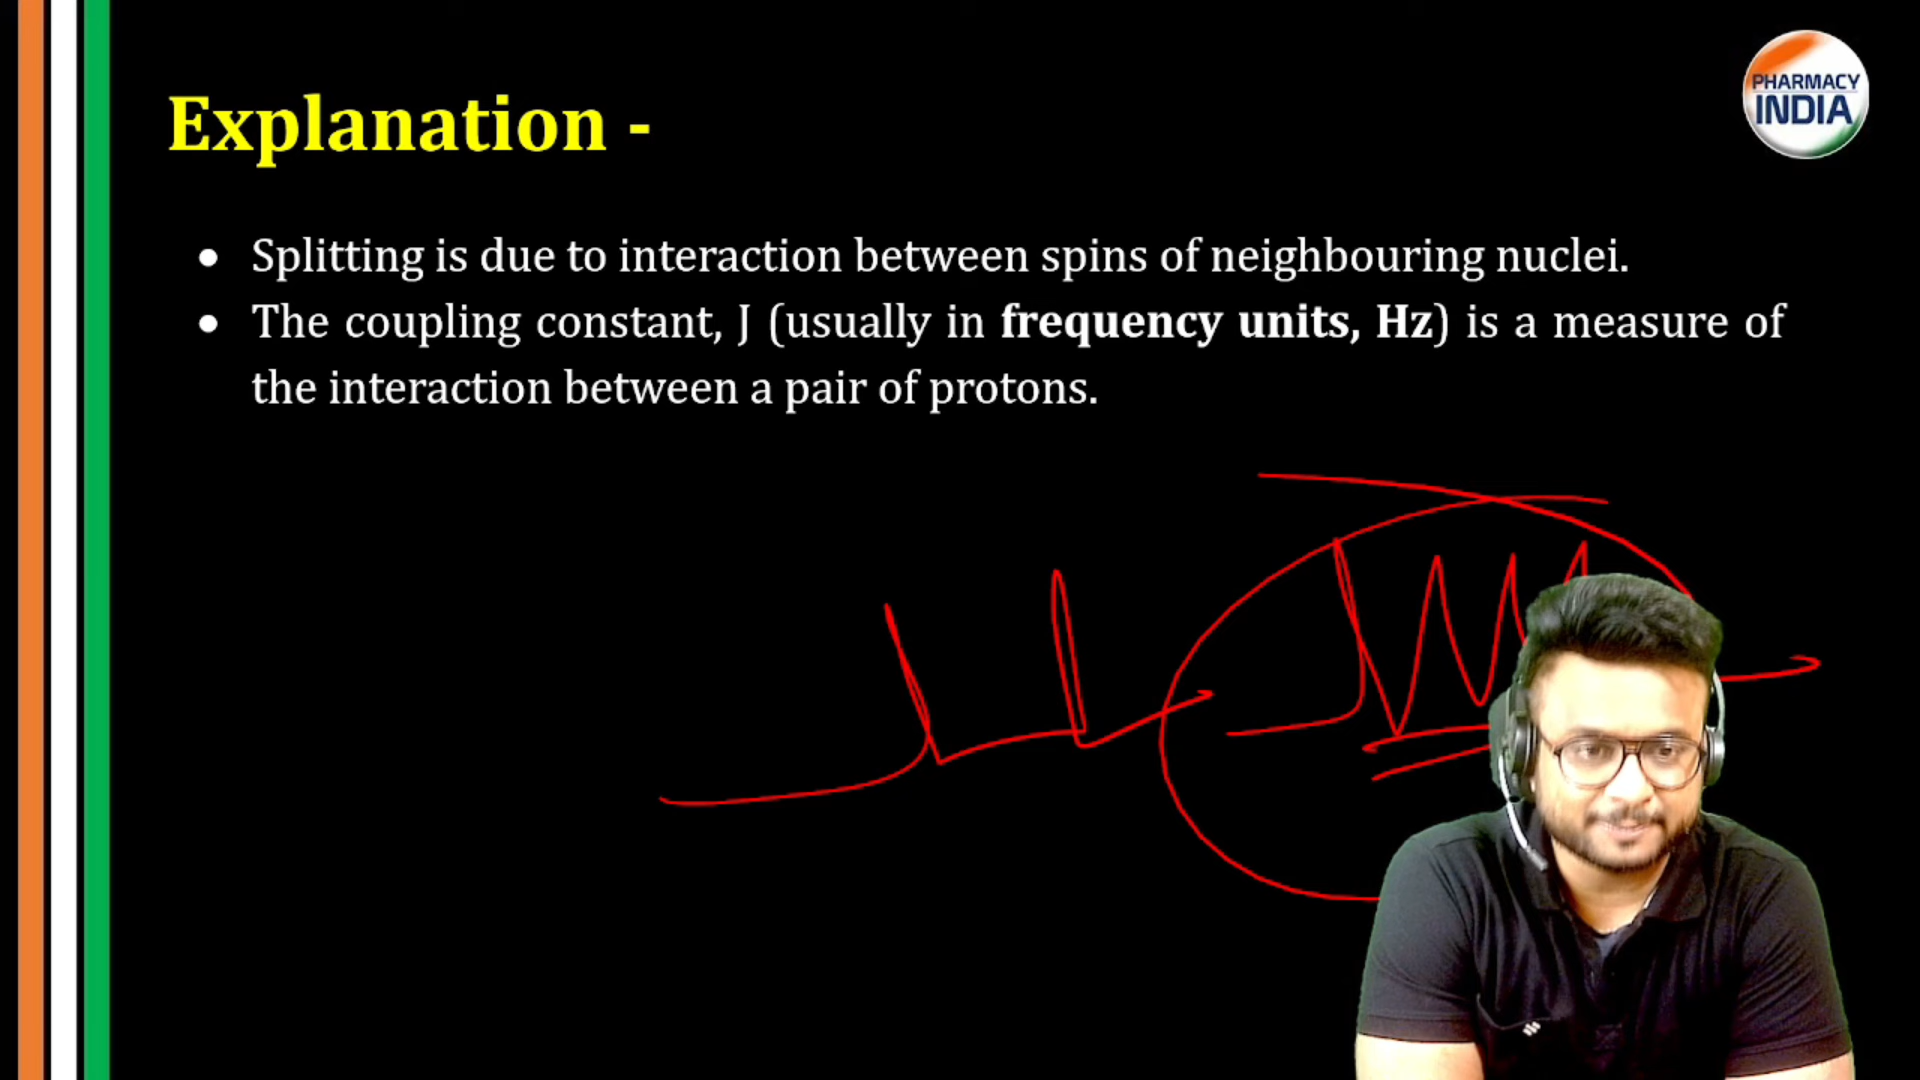 PHARMACY
INDIA
Explanation -
• Splitting is due to interaction between spins of neighbouring nuclei.
• The coupling constant, J (usually in frequency units, Hz) is a measure of
the interaction between a pair of protons.